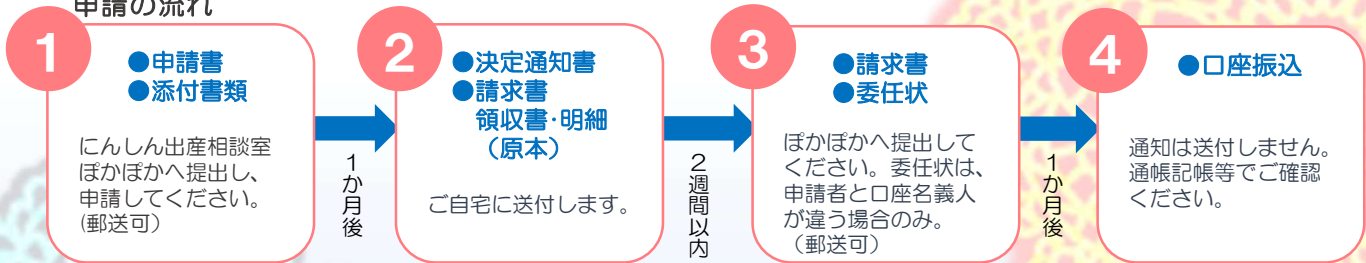 申請の流れ
1
●申請書
●添付書類
にんしん出産相談室
ぽかぽかへ提出し、
申請してください。
(郵送可)
1か月後
2
●決定通知書
●請求書
領収書・明細
(原本)
ご自宅に送付します。
2週間以内
3
●請求書
●委任状
ぽかぽかへ提出して
ください。委任状は、
申請者と口座名義人
が違う場合のみ。
(郵送可)
1か月後
4
●口座振込
通知は送付しません。
通帳記帳等でご確認
ください。